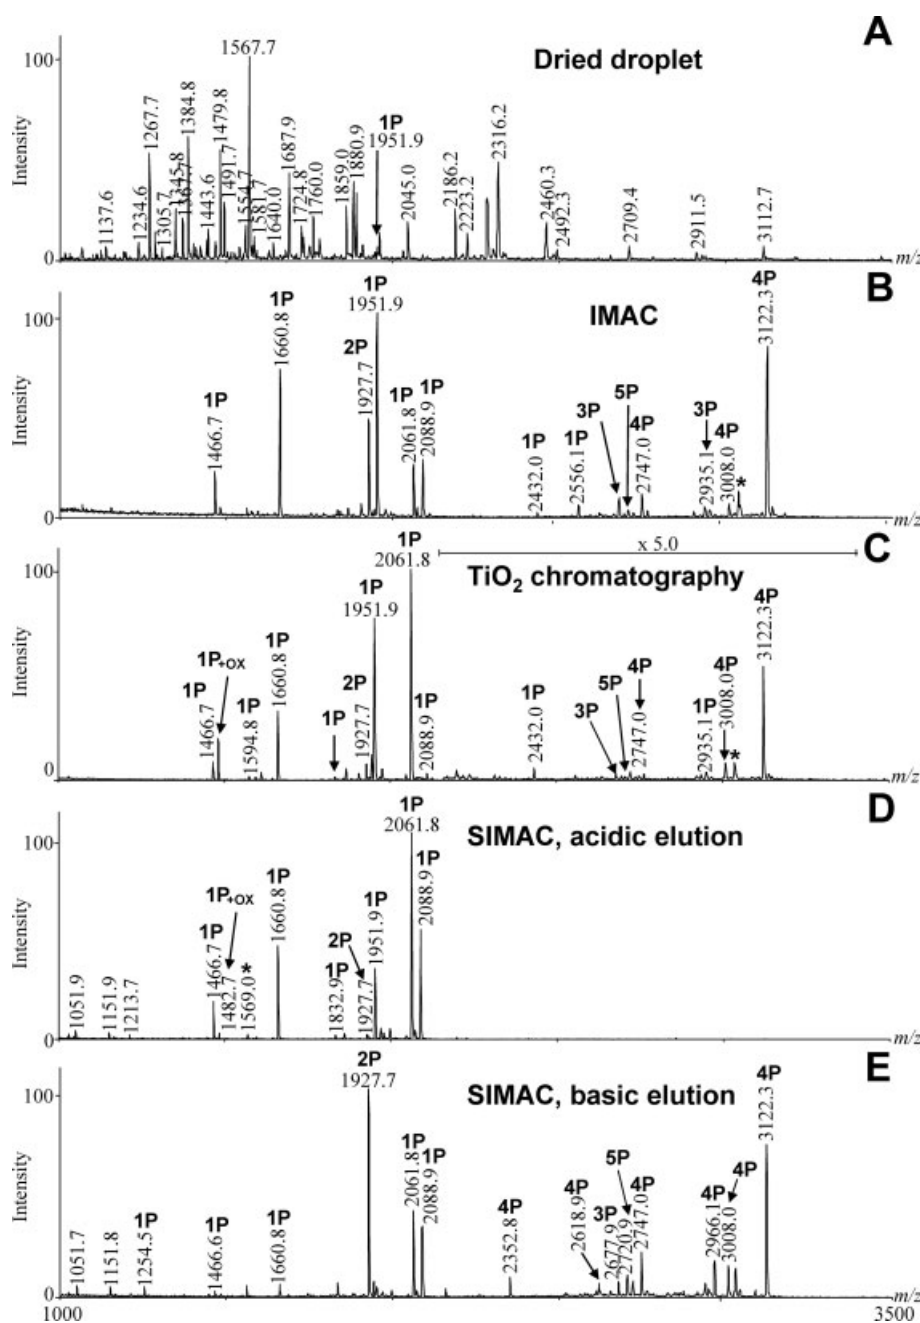 A
Dried droplet
Intensity
100
0
1137.6
1234.6
1267.7
1305.7
1345.8
1367.7
1384.8
1443.6
1479.8
1491.7
1554.7
1567.7
1581.7
1640.0
1687.9
1724.8
1760.0
1859.0
1880.9
1P
1951.9
2045.0
2186.2
2223.2
2316.2
2460.3
2492.3
2709.4
2911.5
3112.7
m/z
B
IMAC
Intensity
100
0
1P
1466.7
1P
1660.8
2P
1927.7
1P
1951.9
1P
2061.8
1P
2088.9
1P
2432.0
1P
2556.1
3P
5P
4P
2747.0
3P
2935.1
4P
3008.0
*
4P
3122.3
m/z
C
x 5.0
TiO2 chromatography
Intensity
100
0
1P
1466.7
1P+OX
1P
1594.8
1P
1660.8
1P
2P
1927.7
1P
1951.9
1P
2061.8
1P
2088.9
1P
2432.0
3P
5P
4P
2747.0
1P
2935.1
4P
3008.0
*
4P
3122.3
m/z
D
SIMAC, acidic elution
Intensity
100
0
1051.9
1151.9
1213.7
1P
1466.7
1P+OX
1482.7
*
1569.0
1P
1660.8
1P
1832.9
2P
1927.7
1P
1951.9
1P
2061.8
1P
2088.9
m/z
E
SIMAC, basic elution
Intensity
100
0
1051.7
1151.8
1P
1254.5
1P
1466.6
1P
1660.8
2P
1927.7
1P
2061.8
1P
2088.9
4P
2352.8
4P
2618.9
3P
2677.9
5P
2720.9
4P
2747.0
4P
2966.1
4P
3008.0
4P
3122.3
m/z
1000
3500